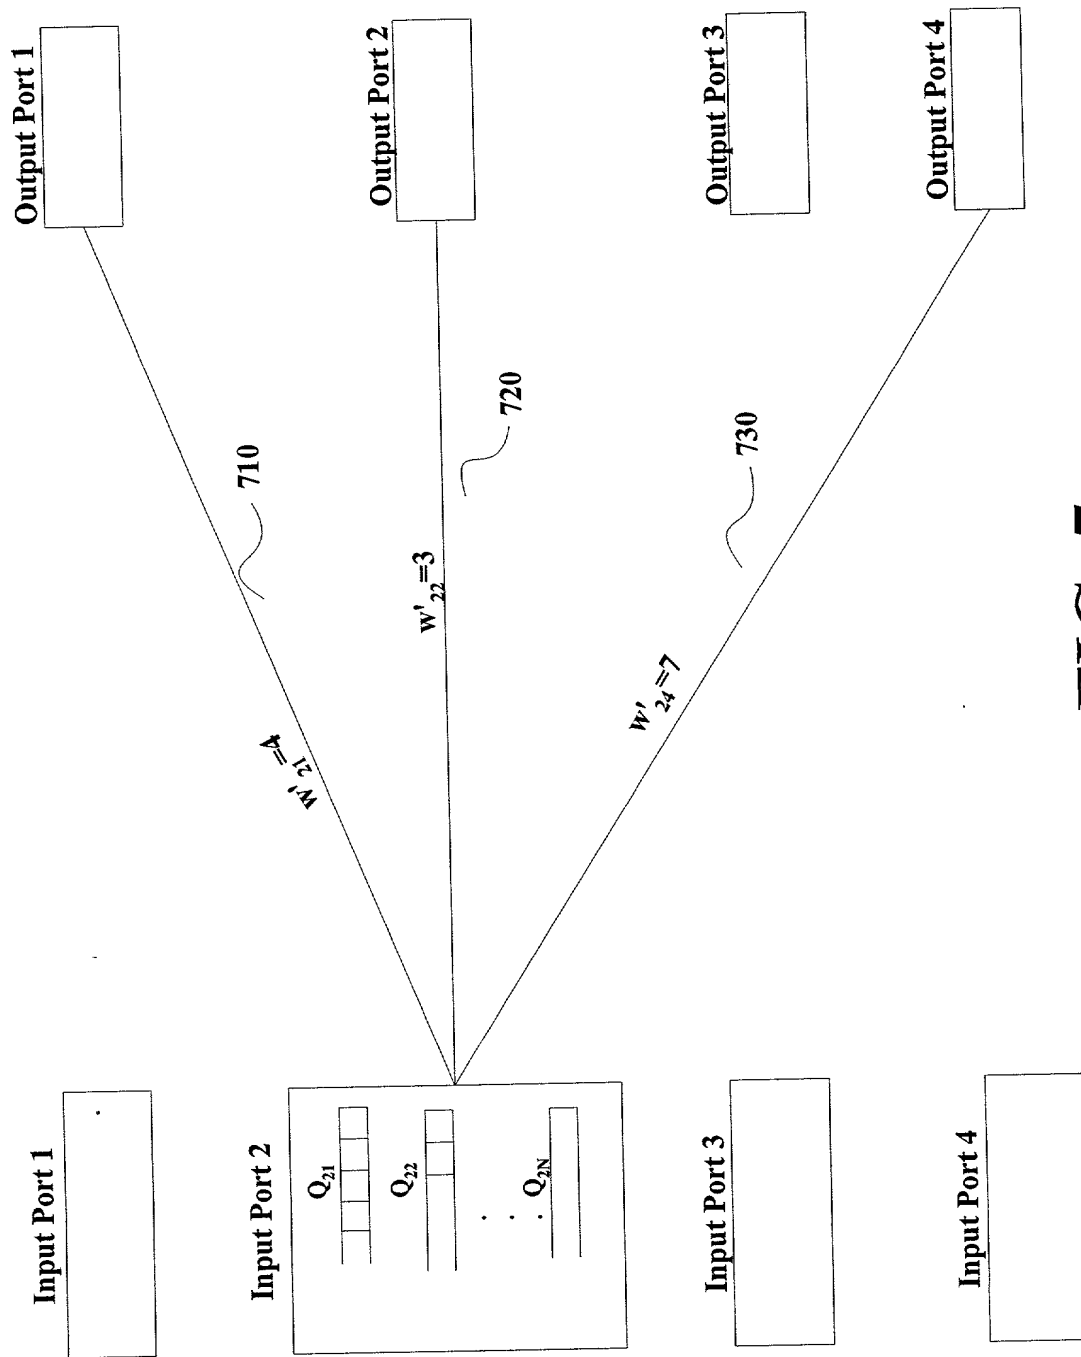 Input Port 1
Output Port 1
w'21=4
710
Input Port 2
Q21
Q22
. . .
Q2N
Output Port 2
w'22=3
720
Input Port 3
Output Port 3
w'24=7
730
Input Port 4
Output Port 4